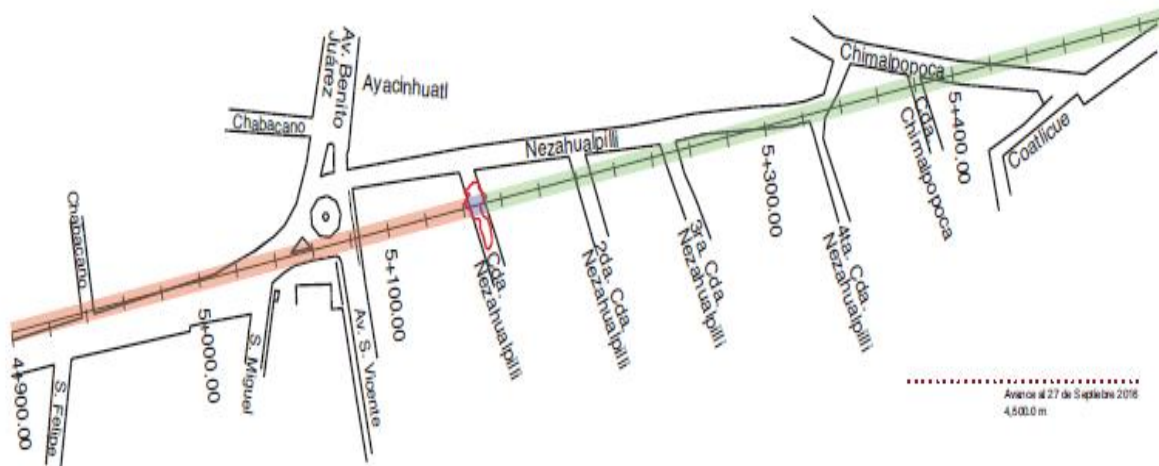 Av. Benito
Juárez
Ayacinhuatl
Chabacano
Nezahualpilli
Chimalpopoca
Cda.
Chimalpopoca
5+400.00
Coatlicue
Chabacano
5+300.00
4ta. Cda.
Nezahualpilli
3ra. Cda.
Nezahualpilli
2da. Cda.
Nezahualpilli
Cda.
Nezahualpilli
5+100.00
Av. S. Vicente
S. Miguel
5+000.00
S. Felipe
4+900.00
Avance al 27 de Septiebre 2016
4,500.0 m